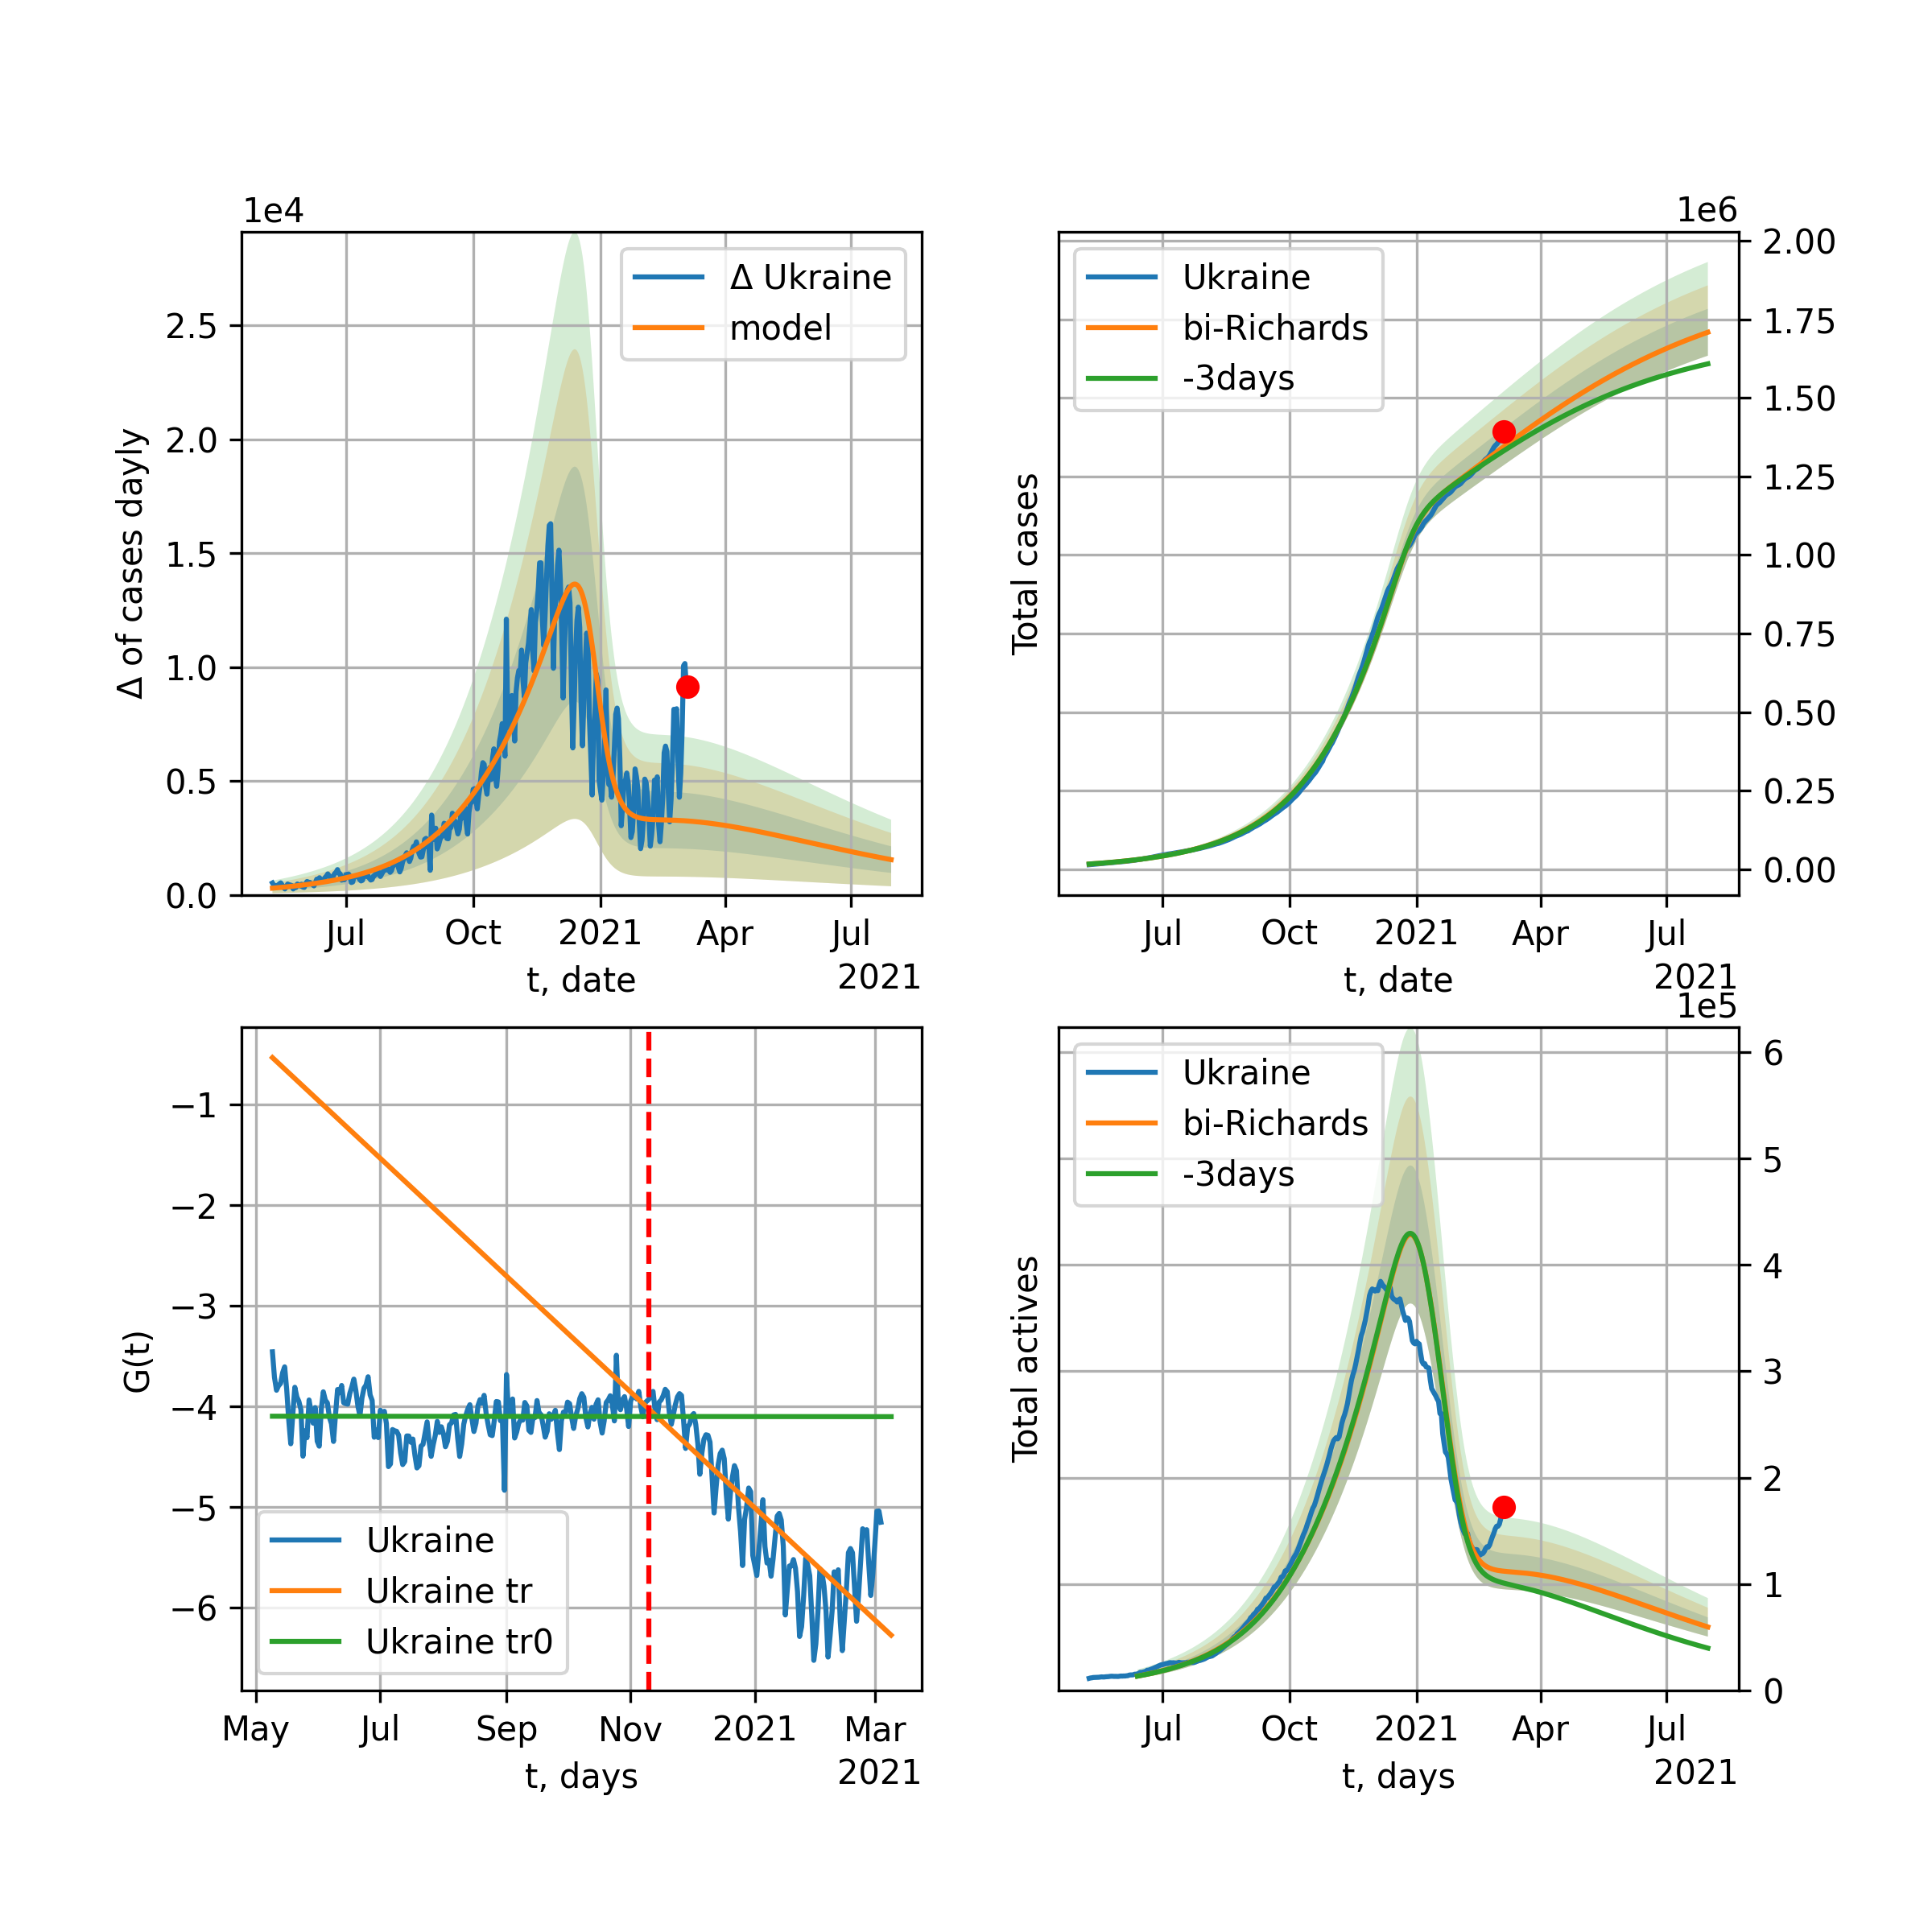 1e4
Δ of cases dayly
2.5
2.0
1.5
1.0
0.5
0.0
Δ Ukraine
model
Jul
Oct
2021
Apr
Jul
t, date
2021
1e6
Total cases
Ukraine
bi-Richards
-3days
2.00
1.75
1.50
1.25
1.00
0.75
0.50
0.25
0.00
Jul
Oct
2021
Apr
Jul
t, date
2021
G(t)
−1
−2
−3
−4
−5
−6
Ukraine
Ukraine tr
Ukraine tr0
May
Jul
Sep
Nov
2021
Mar
t, days
2021
1e5
Total actives
Ukraine
bi-Richards
-3days
6
5
4
3
2
1
0
Jul
Oct
2021
Apr
Jul
t, days
2021